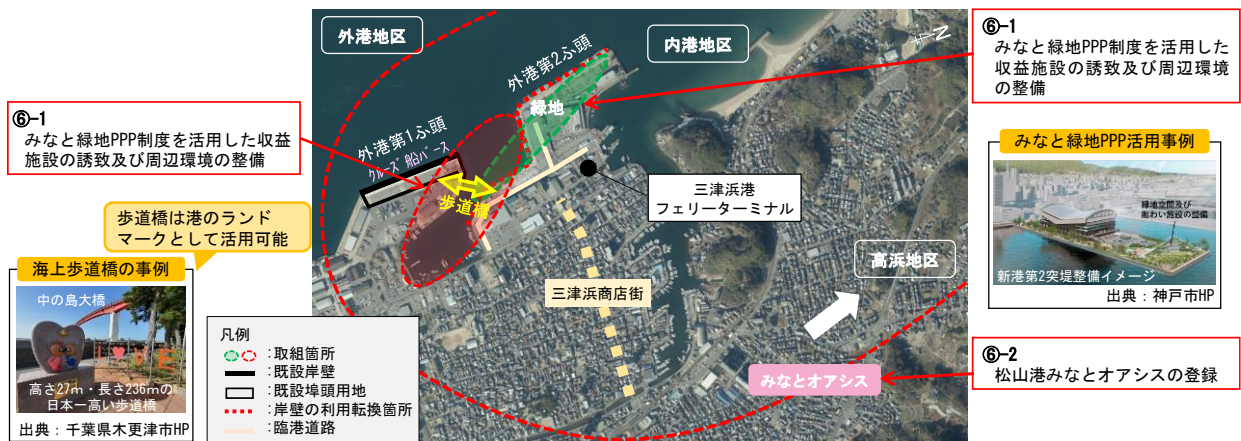 ⑥-1
みなと緑地PPP制度を活用した収益
施設の誘致及び周辺環境の整備
歩道橋は港のランド
マークとして活用可能
海上歩道橋の事例
中の島大橋
高さ27m・長さ236mの
日本一高い歩道橋
出典：千葉県木更津市HP
外港地区
内港地区
外港第2ふ頭
緑地
外港第1ふ頭
クルーズ船バース
歩道橋
三津浜港
フェリーターミナル
三津浜商店街
高浜地区
みなとオアシス
N
凡例
:取組箇所
:既設岸壁
:既設埠頭用地
:岸壁の利用転換箇所
:臨港道路
⑥-1
みなと緑地PPP制度を活用した
収益施設の誘致及び周辺環境
の整備
みなと緑地PPP活用事例
緑地空間及び
賑わい施設の整備
新港第2突堤整備イメージ
出典：神戸市HP
⑥-2
松山港みなとオアシスの登録